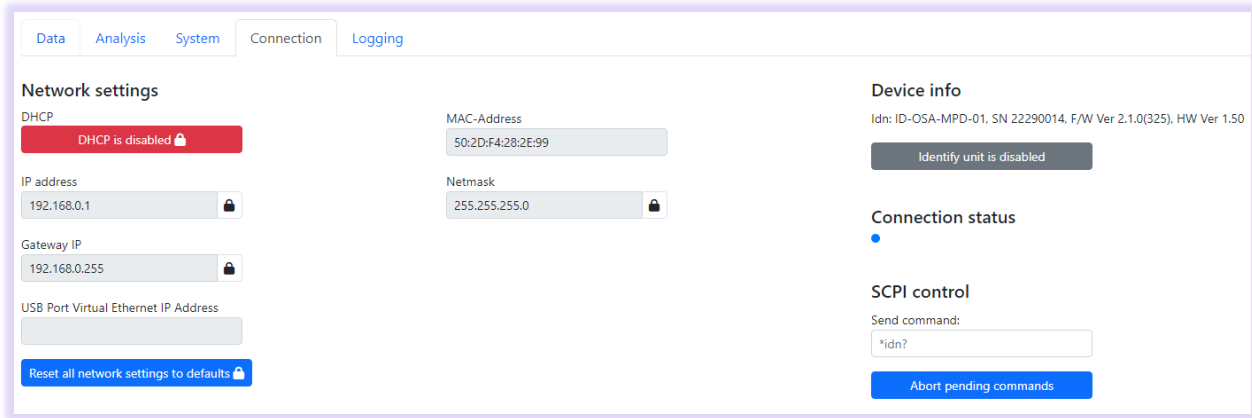 Data
Analysis
System
Connection
Logging
Network settings
DHCP
DHCP is disabled
MAC-Address
50:2D:F4:28:2E:99
IP address
192.168.0.1
Netmask
255.255.255.0
Gateway IP
192.168.0.255
USB Port Virtual Ethernet IP Address
Reset all network settings to defaults
Device info
Idn: ID-OSA-MPD-01, SN 22290014, F/W Ver 2.1.0(325), HW Ver 1.50
Identify unit is disabled
Connection status
SCPI control
Send command:
*idn?
Abort pending commands